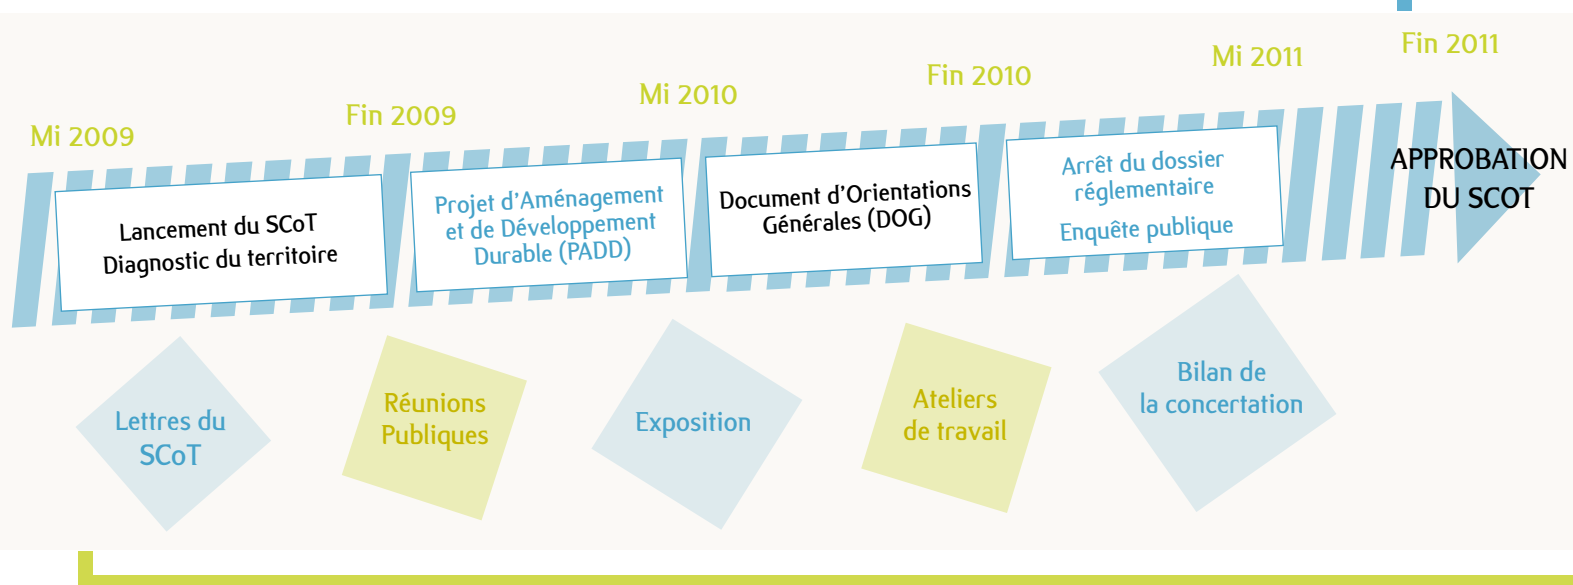 Mi 2009
Fin 2009
Mi 2010
Fin 2010
Mi 2011
Fin 2011
Lancement du SCoT
Diagnostic du territoire
Projet d’Aménagement
et de Développement
Durable (PADD)
Document d’Orientations
Générales (DOG)
Arrêt du dossier
réglementaire
Enquête publique
APPROBATION
DU SCOT
Lettres du
SCoT
Réunions
Publiques
Exposition
Ateliers
de travail
Bilan de
la concertation